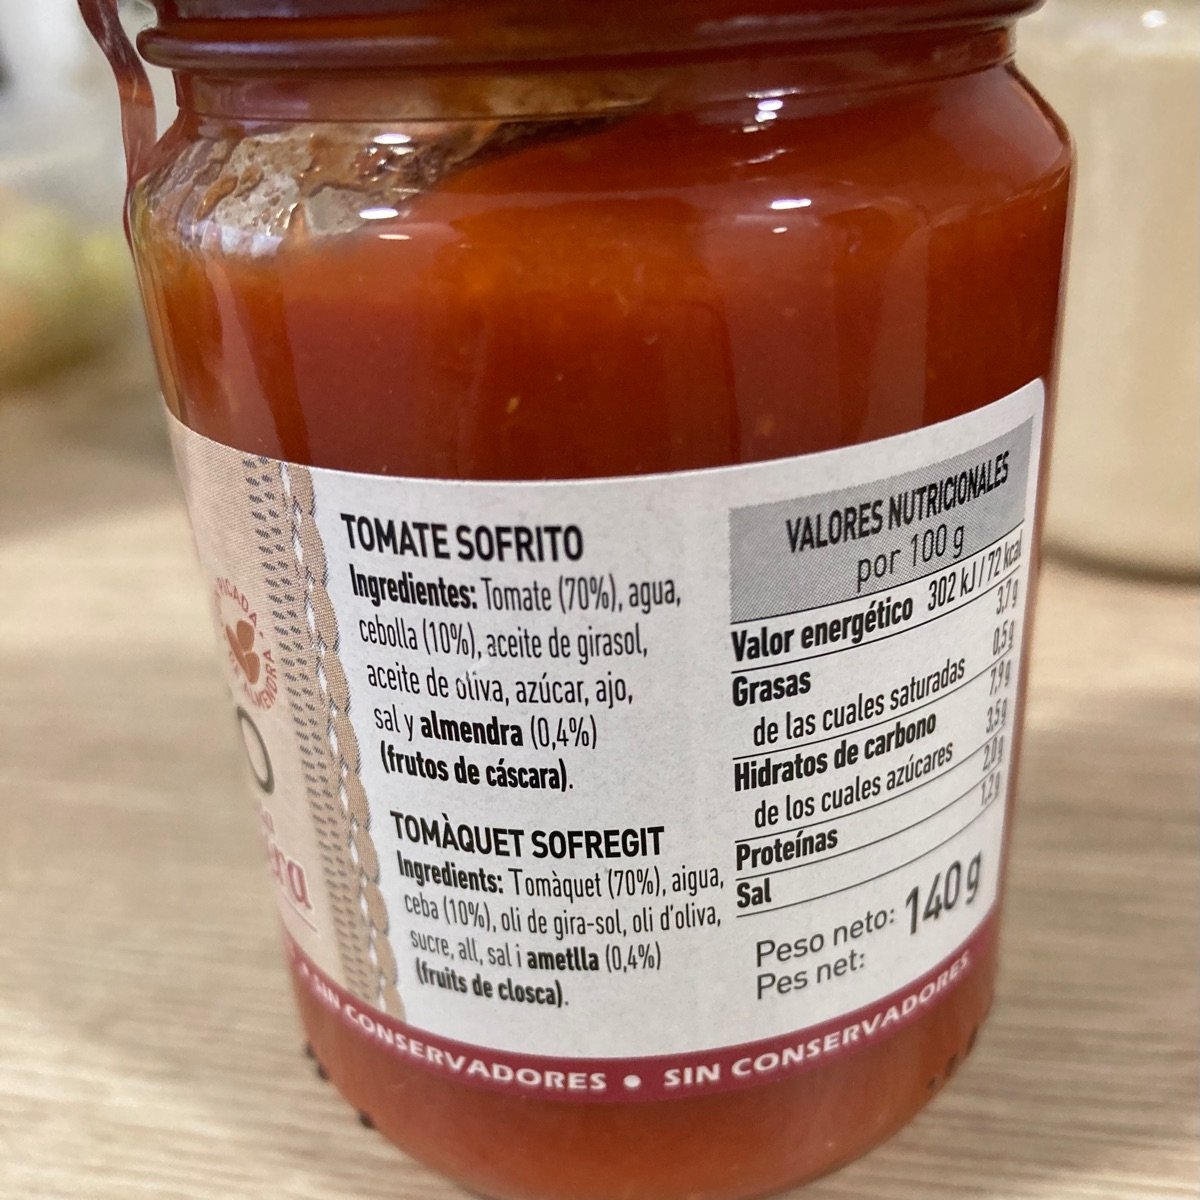 TOMATE SOFRITO
Ingredientes: Tomate (70%), agua,
cebolla (10%), aceite de girasol,
aceite de oliva, azúcar, ajo,
sal y almendra (0,4%)
(frutos de cáscara).
TOMÀQUET SOFREGIT
Ingredients: Tomàquet (70%), aigua,
ceba (10%), oli de gira-sol, oli d'oliva,
sucre, all, sal i ametlla (0,4%)
(fruits de closca).
VALORES NUTRICIONALES
por 100 g
Valor energético 302 kJ / 72 kcal
Grasas 3,7 g
de las cuales saturadas 0,5 g
Hidratos de carbono 7,9 g
de los cuales azúcares 3,5 g
Proteínas 2,0 g
Sal 1,2 g
Peso neto: 140 g
Pes net:
ALMENDRA
SIN CONSERVADORES • SIN CONSERVADORES